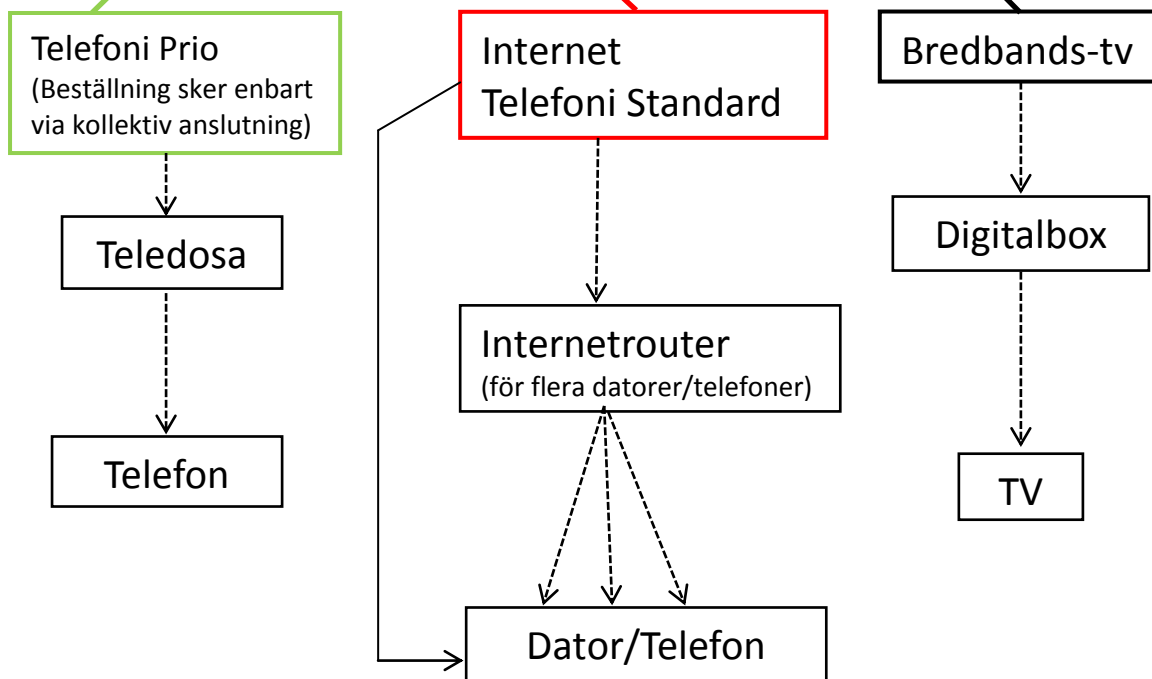 Telefoni Prio
(Beställning sker enbart
via kollektiv anslutning)
Teledosa
Telefon
Internet
Telefoni Standard
Internetrouter
(för flera datorer/telefoner)
Dator/Telefon
Bredbands-tv
Digitalbox
TV